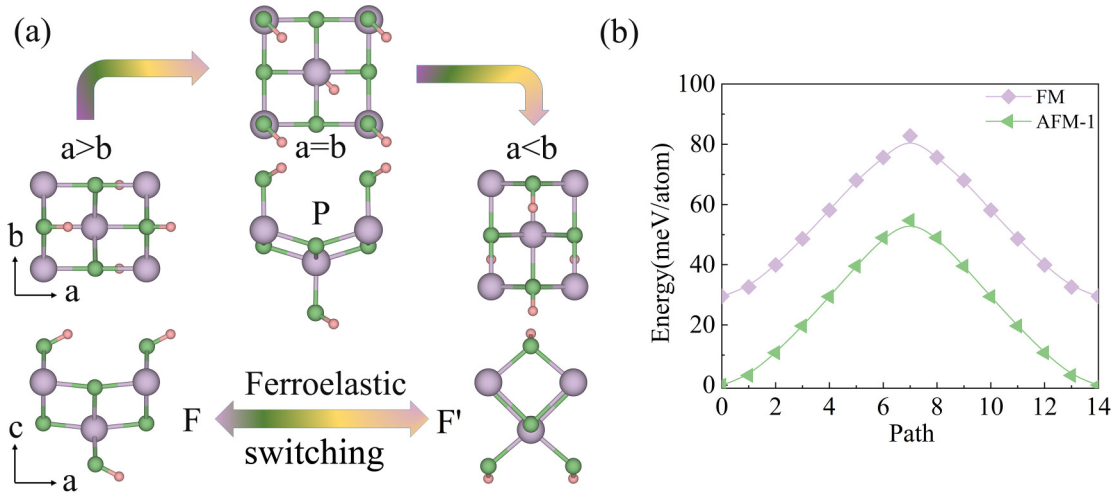 (a)
a>b
a=b
a<b
P
b
a
c
a
F
Ferroelastic
switching
F'
(b)
Energy(meV/atom)
100
80
60
40
20
0
FM
AFM-1
0 2 4 6 8 10 12 14
Path